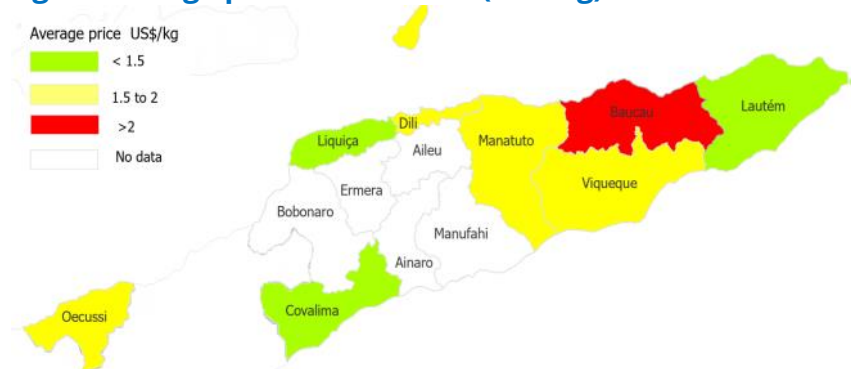 Average price US$/kg
< 1.5
1.5 to 2
>2
No data
Baucau
Lautém
Dili
Liquiça
Manatuto
Aileu
Viqueque
Ermera
Bobonaro
Manufahi
Ainaro
Covalima
Oecussi